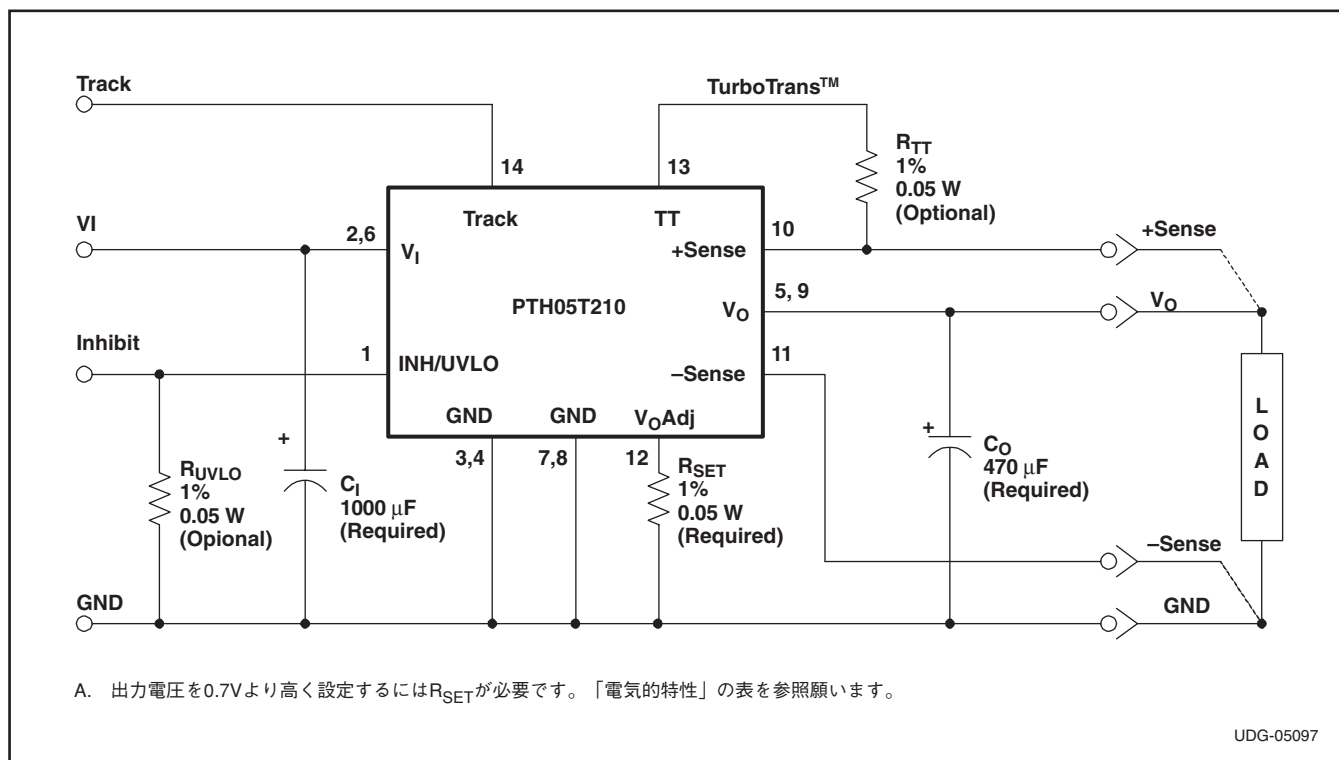 Track
TurboTrans™
R_TT
1%
0.05 W
(Optional)
14
13
Track
TT
VI
2,6
V_I
10
+Sense
+Sense
PTH05T210
5, 9
V_O
V_O
Inhibit
1
INH/UVLO
11
–Sense
GND
GND
V_OAdj
3,4
7,8
12
R_UVLO
1%
0.05 W
(Opional)
+
C_I
1000 μF
(Required)
R_SET
1%
0.05 W
(Required)
+
C_O
470 μF
(Required)
L
O
A
D
–Sense
GND
GND
A. 出力電圧を0.7Vより高く設定するにはR_SETが必要です。「電気的特性」の表を参照願います。
UDG-05097